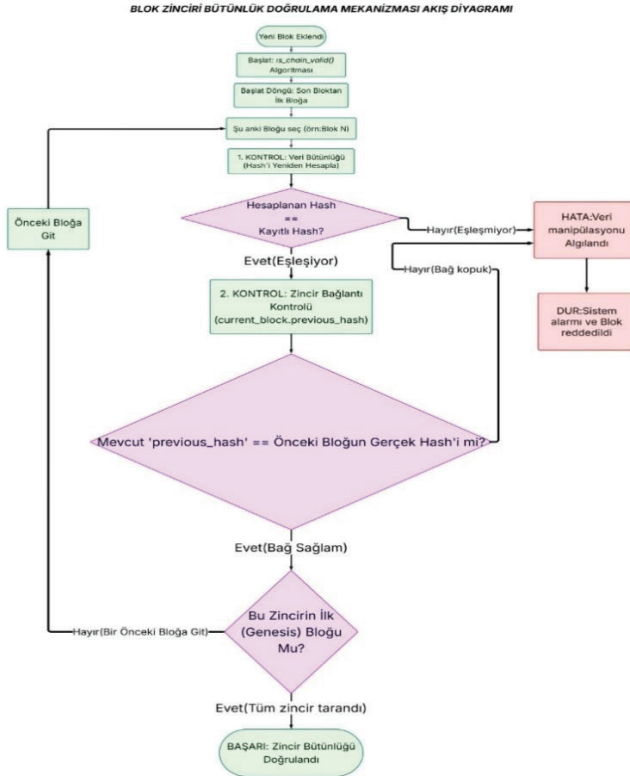 BLOK ZİNCİRİ BÜTÜNLÜK DOĞRULAMA MEKANİZMASI AKIŞ DİYAGRAMI
Yeni Blok Eklendi
Başlat: is_chain_valid()
Algoritması
Başlat Döngü: Son Bloktan
İlk Bloğa
Şu anki Bloğu seç (örn:Blok N)
1. KONTROL: Veri Bütünlüğü
(Hash'i Yeniden Hesapla)
Hesaplanan Hash
==
Kayıtlı Hash?
Hayır(Eşleşmiyor)
HATA:Veri
manipülasyonu
Algılandı
Önceki Bloğa
Git
Evet(Eşleşiyor)
Hayır(Bağ kopuk)
2. KONTROL: Zincir Bağlantı
Kontrolü
(current_block.previous_hash)
DUR:Sistem
alarmı ve Blok
reddedildi
Mevcut 'previous_hash' == Önceki Bloğun Gerçek Hash'i mi?
Evet(Bağ Sağlam)
Bu Zincirin İlk
(Genesis) Bloğu
Mu?
Hayır(Bir Önceki Bloğa Git)
Evet(Tüm zincir tarandı)
BAŞARI: Zincir Bütünlüğü
Doğrulandı